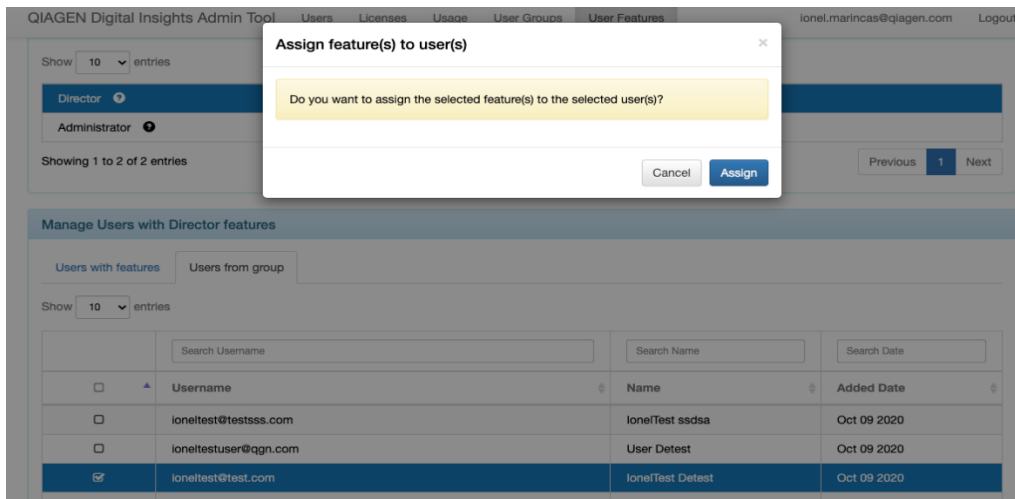 QIAGEN Digital Insights Admin Tool Users Licenses Usage User Groups User Features ionel.marincas@qiagen.com Logout
Assign feature(s) to user(s) ×
Show 10 entries
Do you want to assign the selected feature(s) to the selected user(s)?
Director
Administrator
Showing 1 to 2 of 2 entries
Previous 1 Next
Cancel Assign
Manage Users with Director features
Users with features Users from group
Show 10 entries
Search Username Search Name Search Date
Username Name Added Date
ioneltest@testsss.com IonelTest ssdsa Oct 09 2020
ioneltestuser@qgn.com User Detest Oct 09 2020
ioneltest@test.com IonelTest Detest Oct 09 2020